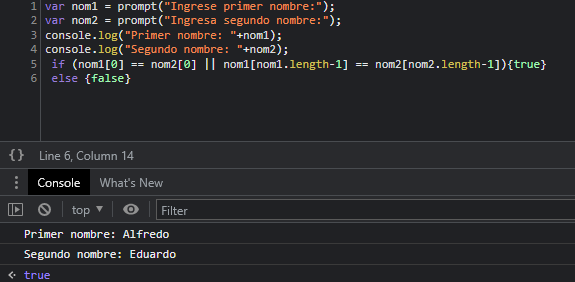 1 var nom1 = prompt("Ingrese primer nombre:");
2 var nom2 = prompt("Ingresa segundo nombre:");
3 console.log("Primer nombre: "+nom1);
4 console.log("Segundo nombre: "+nom2);
5 if (nom1[0] == nom2[0] || nom1[nom1.length-1] == nom2[nom2.length-1]){true}
6 else {false}
{} Line 6, Column 14
Console What's New
top Filter
Primer nombre: Alfredo
Segundo nombre: Eduardo
true